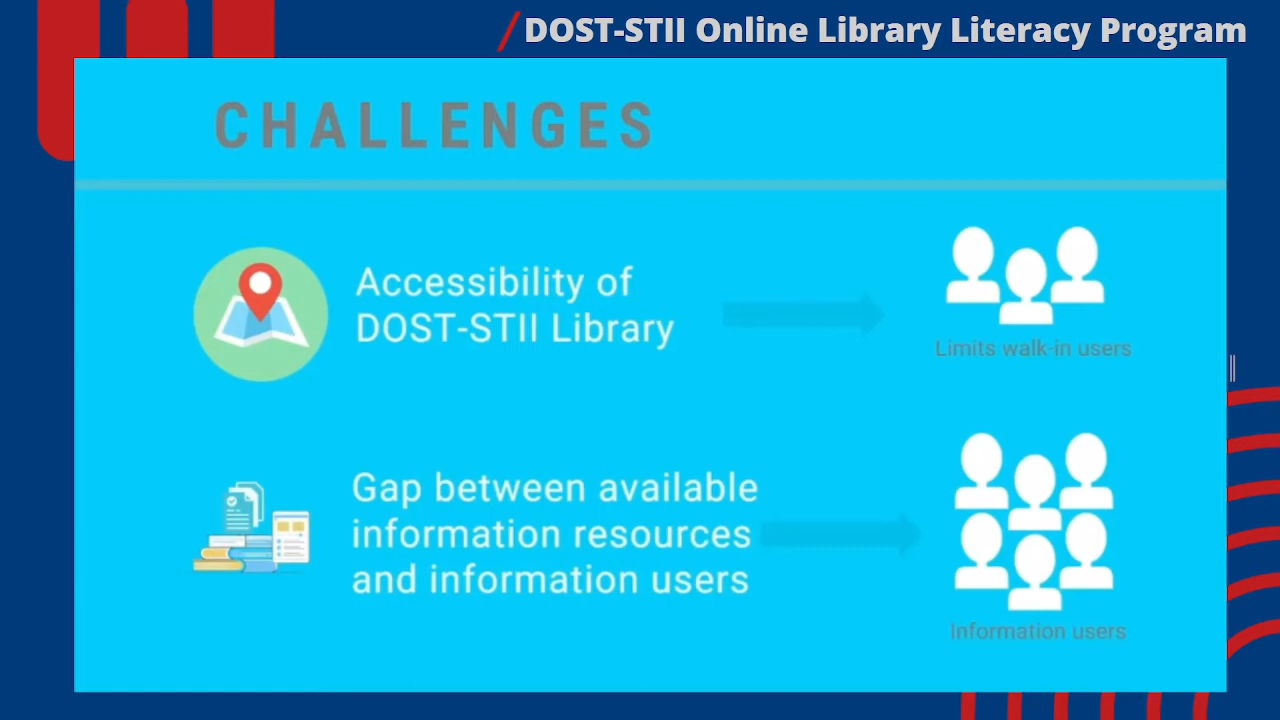 DOST-STII Online Library Literacy Program
CHALLENGES
Accessibility of
DOST-STII Library
Limits walk-in users
Gap between available
information resources
and information users
Information users